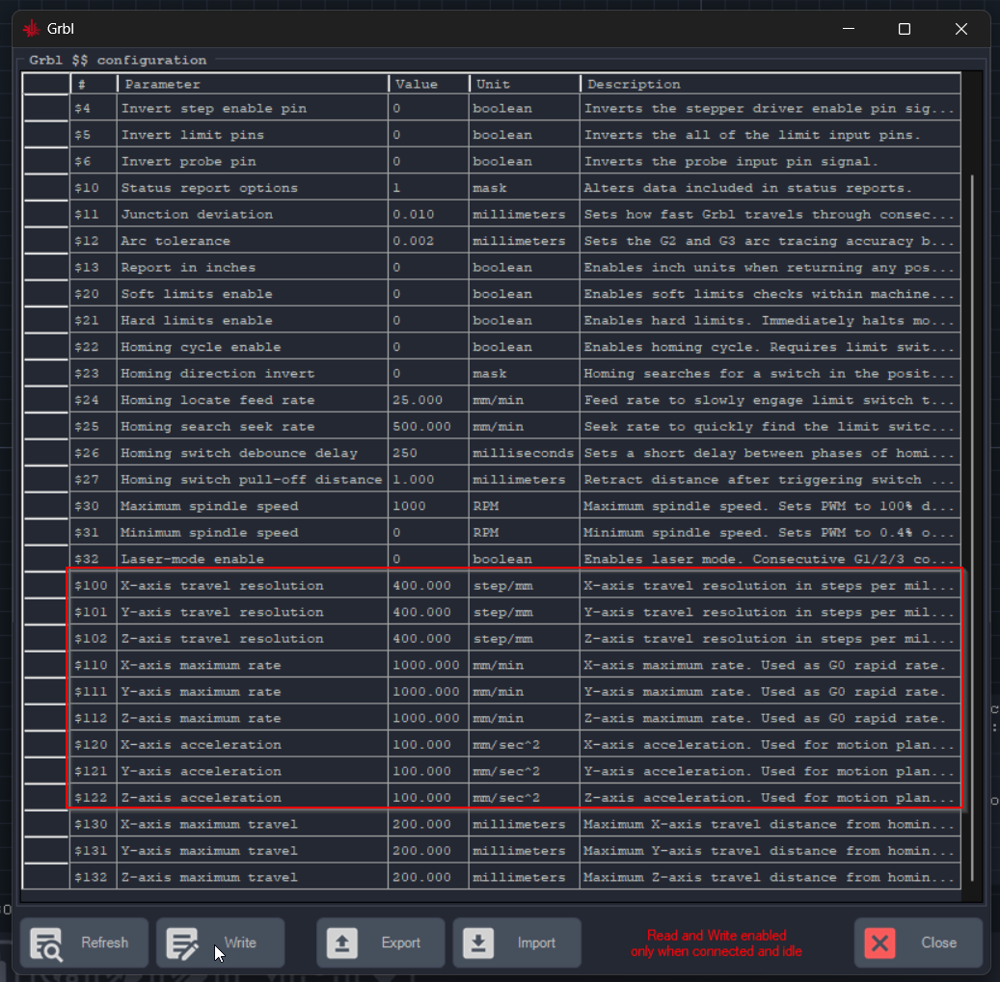 Grbl
Grbl $$ configuration
# Parameter Value Unit Description
$4 Invert step enable pin 0 boolean Inverts the stepper driver enable pin sig...
$5 Invert limit pins 0 boolean Inverts the all of the limit input pins.
$6 Invert probe pin 0 boolean Inverts the probe input pin signal.
$10 Status report options 1 mask Alters data included in status reports.
$11 Junction deviation 0.010 millimeters Sets how fast Grbl travels through consec...
$12 Arc tolerance 0.002 millimeters Sets the G2 and G3 arc tracing accuracy b...
$13 Report in inches 0 boolean Enables inch units when returning any pos...
$20 Soft limits enable 0 boolean Enables soft limits checks within machine...
$21 Hard limits enable 0 boolean Enables hard limits. Immediately halts mo...
$22 Homing cycle enable 0 boolean Enables homing cycle. Requires limit swit...
$23 Homing direction invert 0 mask Homing searches for a switch in the posit...
$24 Homing locate feed rate 25.000 mm/min Feed rate to slowly engage limit switch t...
$25 Homing search seek rate 500.000 mm/min Seek rate to quickly find the limit switc...
$26 Homing switch debounce delay 250 milliseconds Sets a short delay between phases of homi...
$27 Homing switch pull-off distance 1.000 millimeters Retract distance after triggering switch ...
$30 Maximum spindle speed 1000 RPM Maximum spindle speed. Sets PWM to 100% d...
$31 Minimum spindle speed 0 RPM Minimum spindle speed. Sets PWM to 0.4% o...
$32 Laser-mode enable 0 boolean Enables laser mode. Consecutive G1/2/3 co...
$100 X-axis travel resolution 400.000 step/mm X-axis travel resolution in steps per mil...
$101 Y-axis travel resolution 400.000 step/mm Y-axis travel resolution in steps per mil...
$102 Z-axis travel resolution 400.000 step/mm Z-axis travel resolution in steps per mil...
$110 X-axis maximum rate 1000.000 mm/min X-axis maximum rate. Used as G0 rapid rate.
$111 Y-axis maximum rate 1000.000 mm/min Y-axis maximum rate. Used as G0 rapid rate.
$112 Z-axis maximum rate 1000.000 mm/min Z-axis maximum rate. Used as G0 rapid rate.
$120 X-axis acceleration 100.000 mm/sec^2 X-axis acceleration. Used for motion plan...
$121 Y-axis acceleration 100.000 mm/sec^2 Y-axis acceleration. Used for motion plan...
$122 Z-axis acceleration 100.000 mm/sec^2 Z-axis acceleration. Used for motion plan...
$130 X-axis maximum travel 200.000 millimeters Maximum X-axis travel distance from homin...
$131 Y-axis maximum travel 200.000 millimeters Maximum Y-axis travel distance from homin...
$132 Z-axis maximum travel 200.000 millimeters Maximum Z-axis travel distance from homin...
Refresh Write Export Import Read and Write enabled
only when connected and idle Close